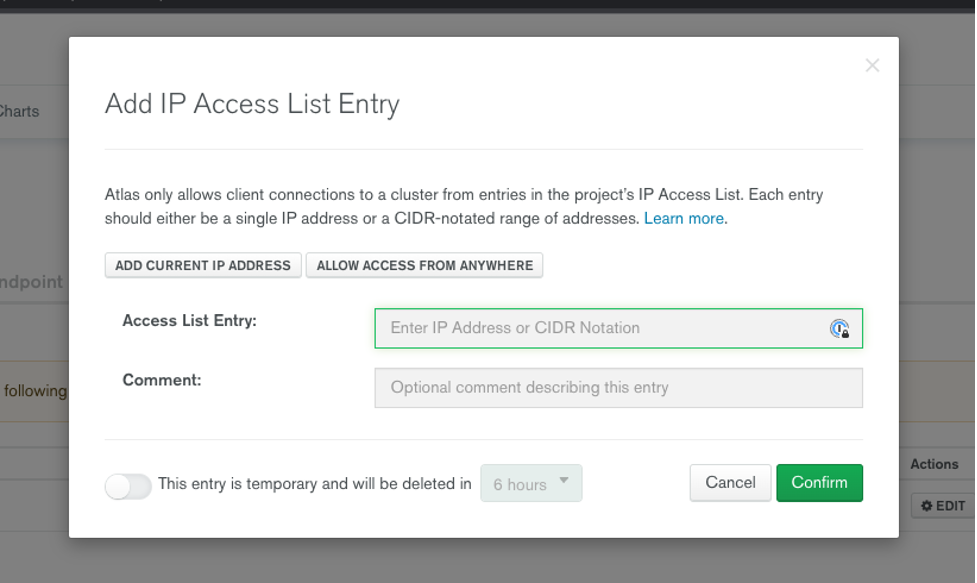 Add IP Access List Entry
Charts
Atlas only allows client connections to a cluster from entries in the project's IP Access List. Each entry
should either be a single IP address or a CIDR-notated range of addresses. Learn more.
ADD CURRENT IP ADDRESS ALLOW ACCESS FROM ANYWHERE
ndpoint
Access List Entry: Enter IP Address or CIDR Notation
Comment: Optional comment describing this entry
following
Actions
This entry is temporary and will be deleted in 6 hours Cancel Confirm
EDIT